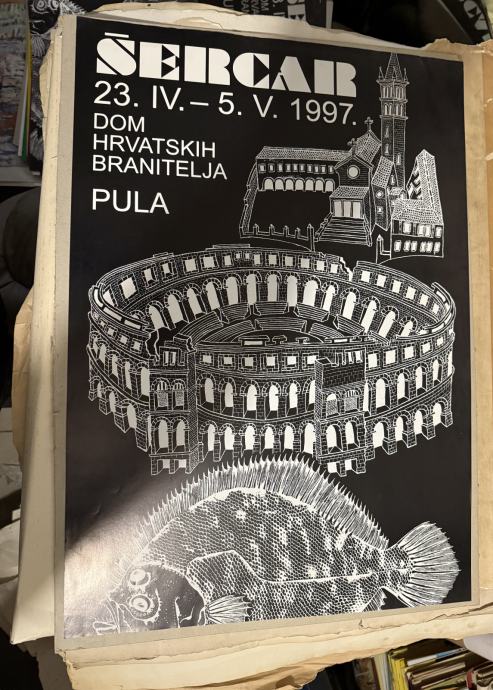 ŠERCAR
23. IV. – 5. V. 1997.
DOM
HRVATSKIH
BRANITELJA
PULA